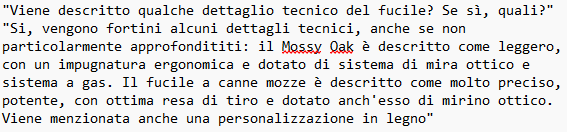 "Viene descritto qualche dettaglio tecnico del fucile? Se sì, quali?"
"Si, vengono fortini alcuni dettagli tecnici, anche se non
particolarmente approfondititi: il Mossy Oak è descritto come leggero,
con un impugnatura ergonomica e dotato di sistema di mira ottico e
sistema a gas. Il fucile a canne mozze è descritto come molto preciso,
potente, con ottima resa di tiro e dotato anch'esso di mirino ottico.
Viene menzionata anche una personalizzazione in legno"